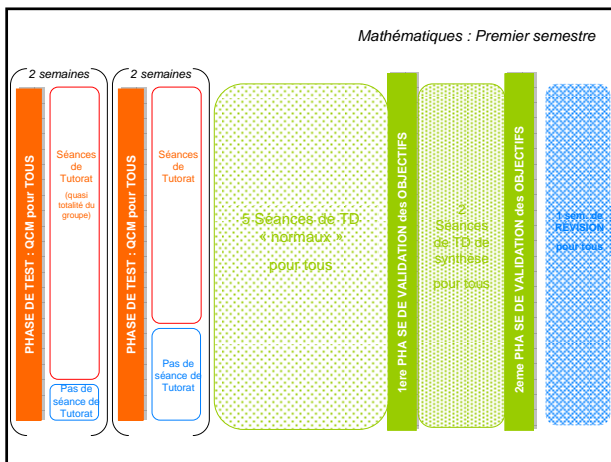 Mathématiques : Premier semestre
2 semaines
2 semaines
PHASE DE TEST : QCM pour TOUS
Séances
de
Tutorat
(quasi
totalité du
groupe)
Pas de
séance de
Tutorat
PHASE DE TEST : QCM pour TOUS
Séances
de
Tutorat
Pas de
séance de
Tutorat
5 Séances de TD
« normaux »
pour tous
1ere PHA SE DE VALIDATION des OBJECTIFS
2
Séances
de TD de
synthèse
pour tous
2eme PHA SE DE VALIDATION des OBJECTIFS
1 sem. de
REVISION
pour tous